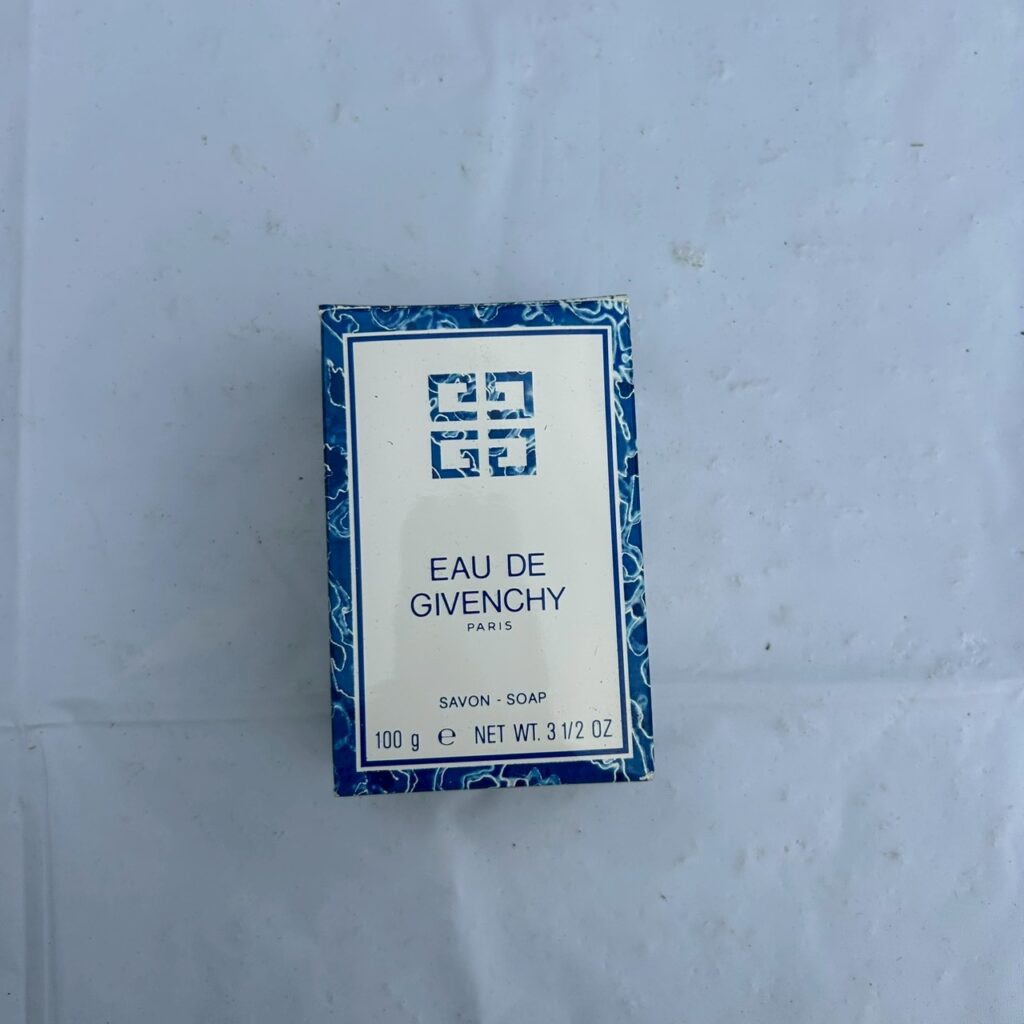 EAU DE
GIVENCHY
PARIS
SAVON - SOAP
100 g ℮ NET WT. 3 1/2 OZ